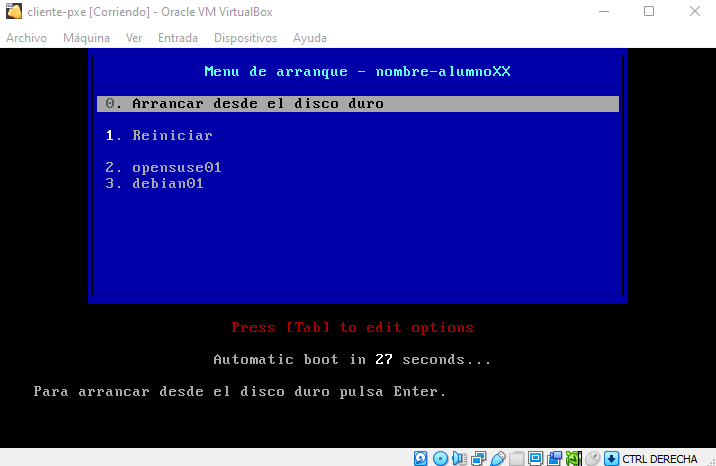 cliente-pxe [Corriendo] - Oracle VM VirtualBox
Archivo Máquina Ver Entrada Dispositivos Ayuda
Menu de arranque - nombre-alumnoXX
0. Arrancar desde el disco duro
1. Reiniciar
2. opensuse01
3. debian01
Press [Tab] to edit options
Automatic boot in 27 seconds...
Para arrancar desde el disco duro pulsa Enter.
CTRL DERECHA